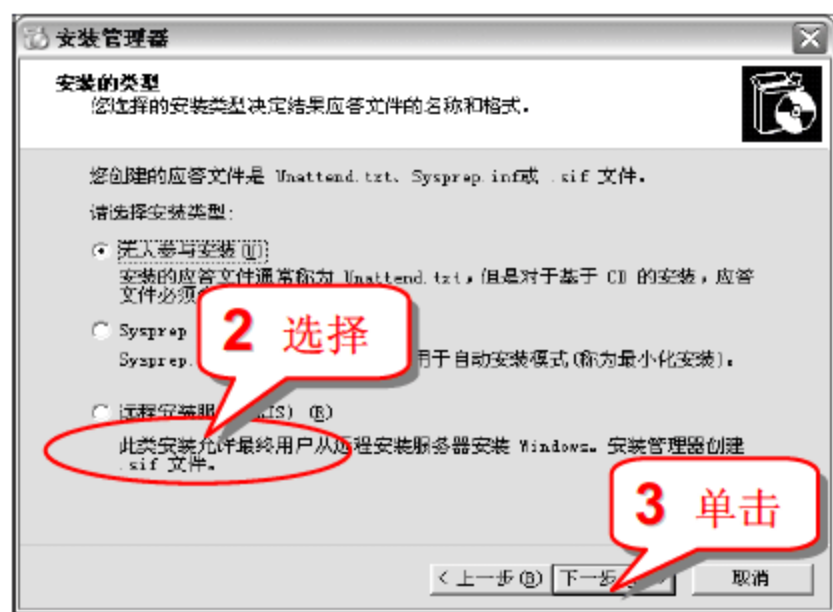 安装管理器
安装的类型
您选择的安装类型决定结果应答文件的名称和格式。
您创建的应答文件是 Unattend.txt、Sysprep.inf或 .sif 文件。
请选择安装类型:
无人参与安装(U)
安装的应答文件通常称为 Unattend.txt,但是对于基于 CD 的安装,应答
文件必须
2 选择
Sysprep
Sysprep. 用于自动安装模式(称为最小化安装)。
远程安装服 IS) (R)
此类安装允许最终用户从远程安装服务器安装 Windows。安装管理器创建
.sif 文件。
3 单击
< 上一步(B) 下一步 取消